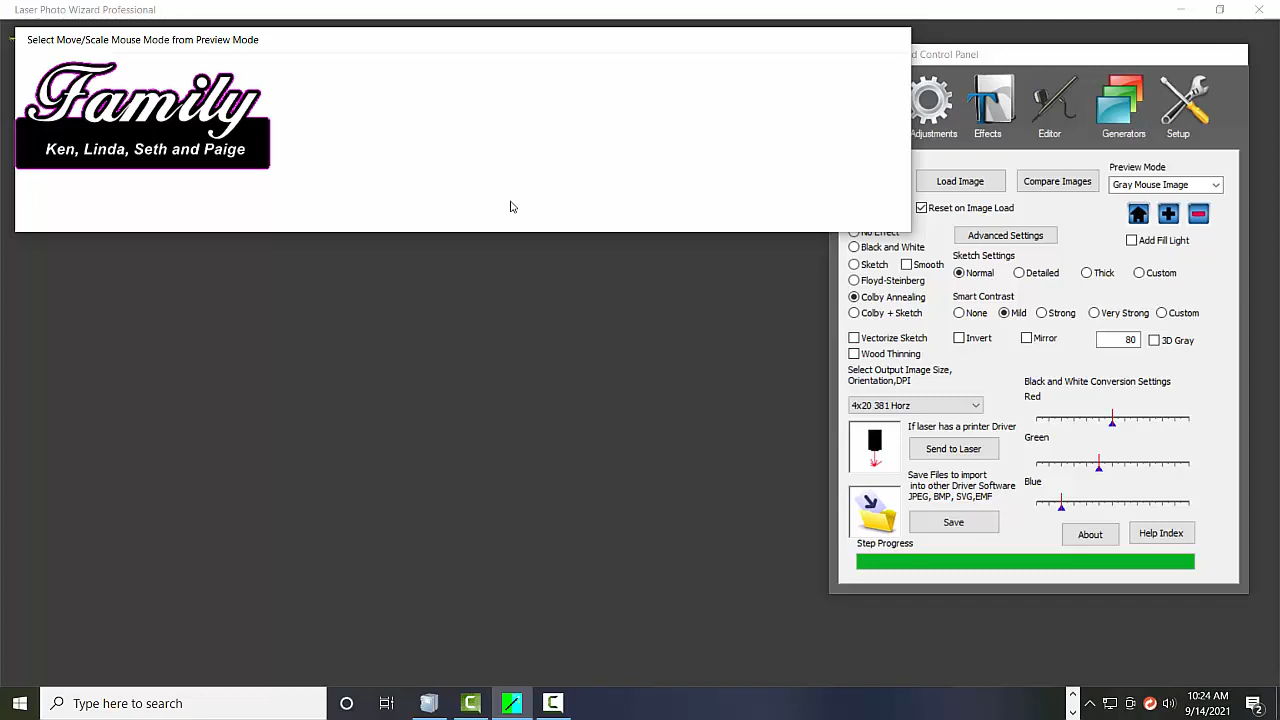 Laser Photo Wizard Professional
Select Move/Scale Mouse Mode from Preview Mode
d Control Panel
Family
Ken, Linda, Seth and Paige
Adjustments
Effects
Editor
Generators
Setup
Load Image
Compare Images
Preview Mode
Gray Mouse Image
Reset on Image Load
No Effect
Advanced Settings
Add Fill Light
Black and White
Sketch
Smooth
Sketch Settings
Normal
Detailed
Thick
Custom
Floyd-Steinberg
Colby Annealing
Smart Contrast
Colby + Sketch
None
Mild
Strong
Very Strong
Custom
Vectorize Sketch
Invert
Mirror
80
3D Gray
Wood Thinning
Select Output Image Size,
Orientation,DPI
Black and White Conversion Settings
Red
4x20 381 Horz
If laser has a printer Driver
Send to Laser
Green
Save Files to import
into other Driver Software
JPEG, BMP, SVG,EMF
Blue
Save
About
Help Index
Step Progress
Type here to search
10:24 AM
9/14/2021
2